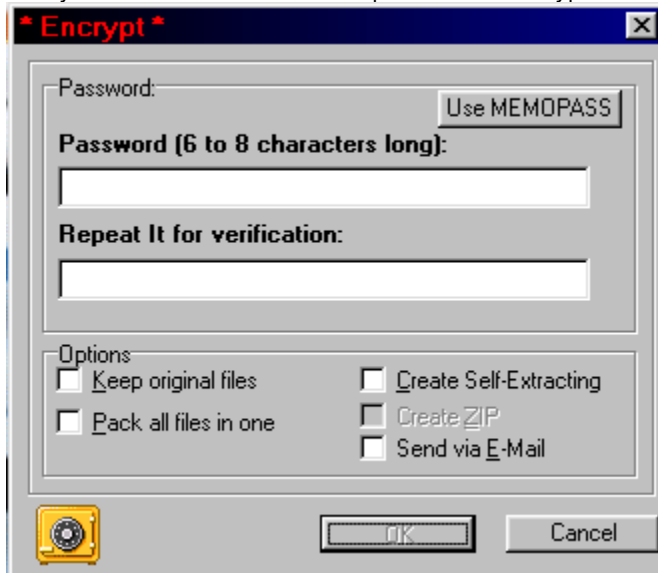 * Encrypt *
Password:
Use MEMOPASS
Password (6 to 8 characters long):
Repeat It for verification:
Options
Keep original files
Create Self-Extracting
Pack all files in one
Create ZIP
Send via E-Mail
OK
Cancel